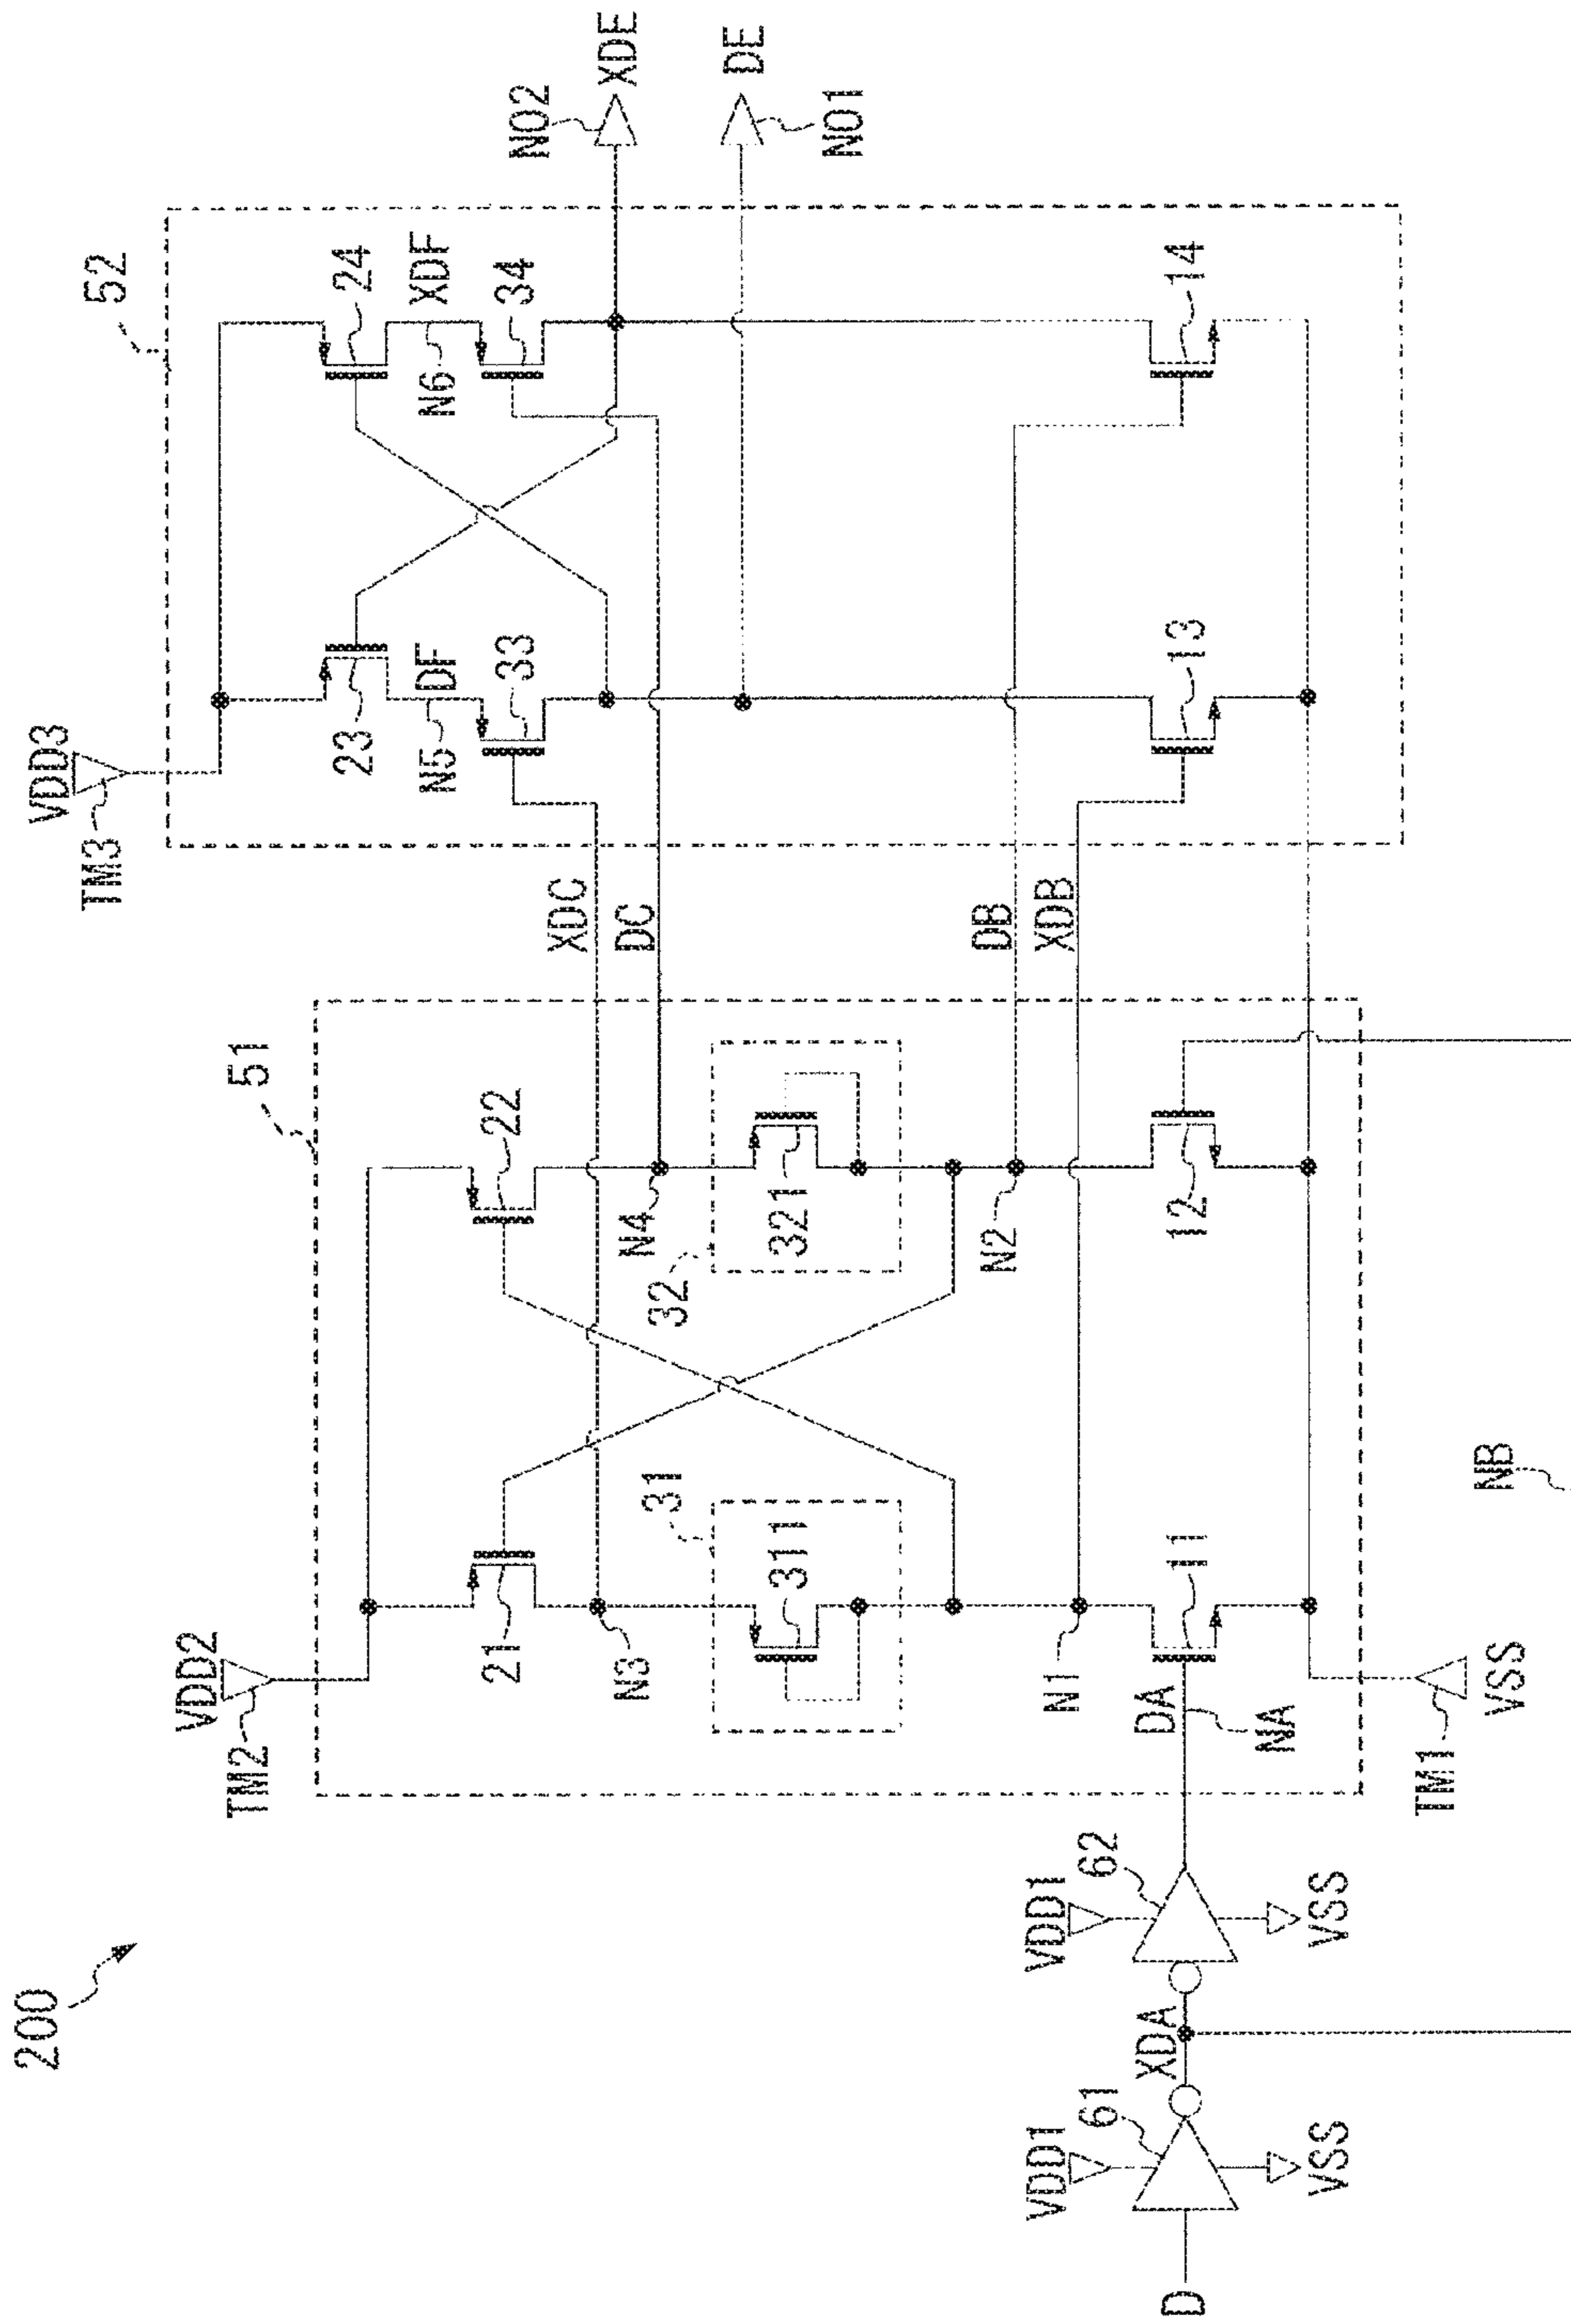 200
VDD3
TM3
52
24
XDF
N6
34
23
DF
N5
33
NO2
XDE
DE
NO1
14
13
XDC
DC
DB
XDB
51
VDD2
TM2
22
21
N4
N3
32
321
31
311
N2
N1
12
11
DA
NA
NB
TM1
VSS
VDD1
62
VSS
XDA
VDD1
61
VSS
D